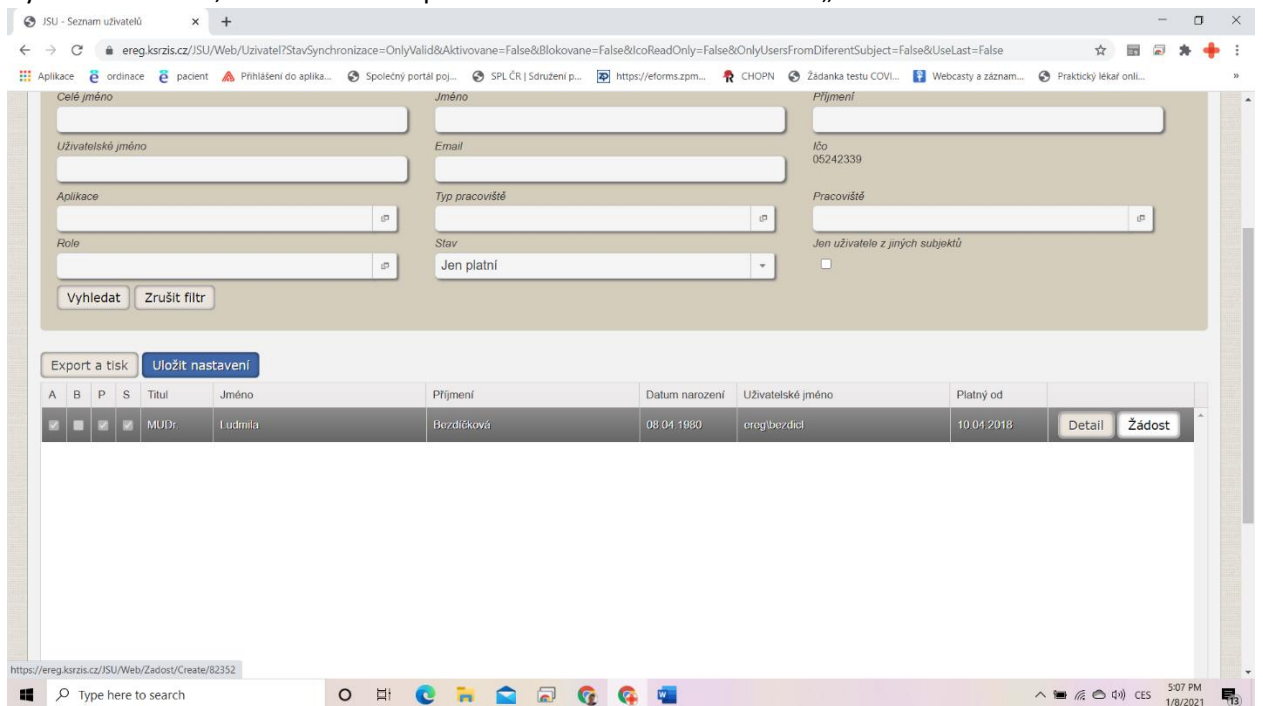 JSU - Seznam uživatelů
ereg.ksrzis.cz/JSU/Web/Uzivatel?StavSynchronizace=OnlyValid&Aktivovane=False&Blokovane=False&IcoReadOnly=False&OnlyUsersFromDiferentSubject=False&UseLast=False
Aplikace ordinace pacient Přihlášení do aplika... Společný portál poj... SPL ČR | Sdružení p... https://eforms.zpm... CHOPN Žádanka testu COVI... Webcasty a záznam... Praktický lékař onli... »
Celé jméno Jméno Příjmení
Uživatelské jméno Email Ičo
05242339
Aplikace Typ pracoviště Pracoviště
Role Stav Jen uživatele z jiných subjektů
Jen platní
Vyhledat Zrušit filtr
Export a tisk Uložit nastavení
A B P S Titul Jméno Příjmení Datum narození Uživatelské jméno Platný od
MUDr. Ludmila Bezdíčková 08.04.1980 ereg\bezdicl 10.04.2018 Detail Žádost
https://ereg.ksrzis.cz/JSU/Web/Zadost/Create/82352
Type here to search CES 5:07 PM
1/8/2021 13